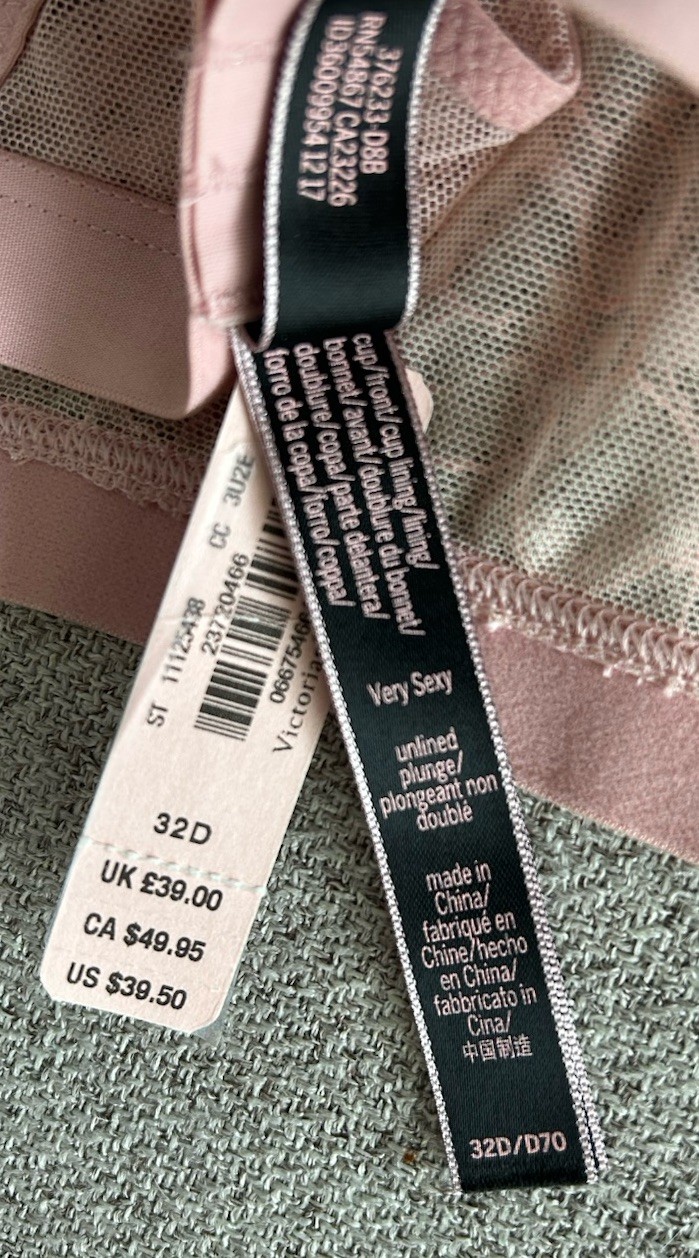 376233-D8B
RN54867 CA23226
ID36009954 12 17
cup/front/cup lining/lining/
bonnet/avant/doublure du bonnet/
doublure/copa/parte delantera/
forro de la copa/forro/coppa/
Very Sexy
unlined
plunge/
plongeant non
doublé
made in
China/
fabriqué en
Chine/hecho
en China/
fabbricato in
Cina/
中国制造
32D/D70
CC 3U2E
ST 11125438
23720466
Victoria
32D
UK £39.00
CA $49.95
US $39.50